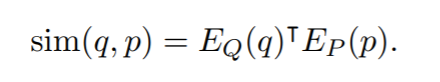 sim(q, p) = E_Q(q)^⊺ E_P(p).